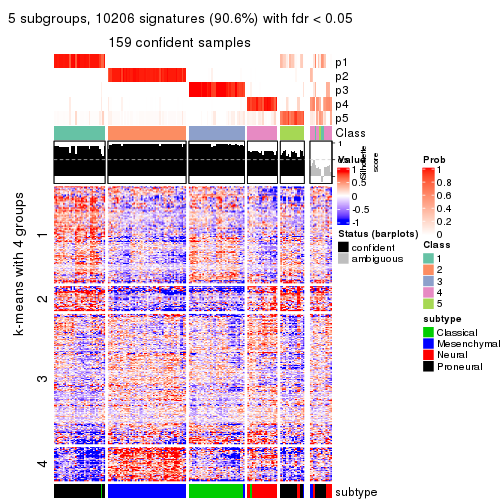 5 subgroups, 10206 signatures (90.6%) with fdr < 0.05
159 confident samples
p1
p2
p3
p4
p5
Class
1
Silhouette
score
k-means with 4 groups
1
2
3
4
subtype
Value
1
0.5
0
-0.5
-1
Status (barplots)
confident
ambiguous
Prob
1
0.8
0.6
0.4
0.2
0
Class
1
2
3
4
5
subtype
Classical
Mesenchymal
Neural
Proneural